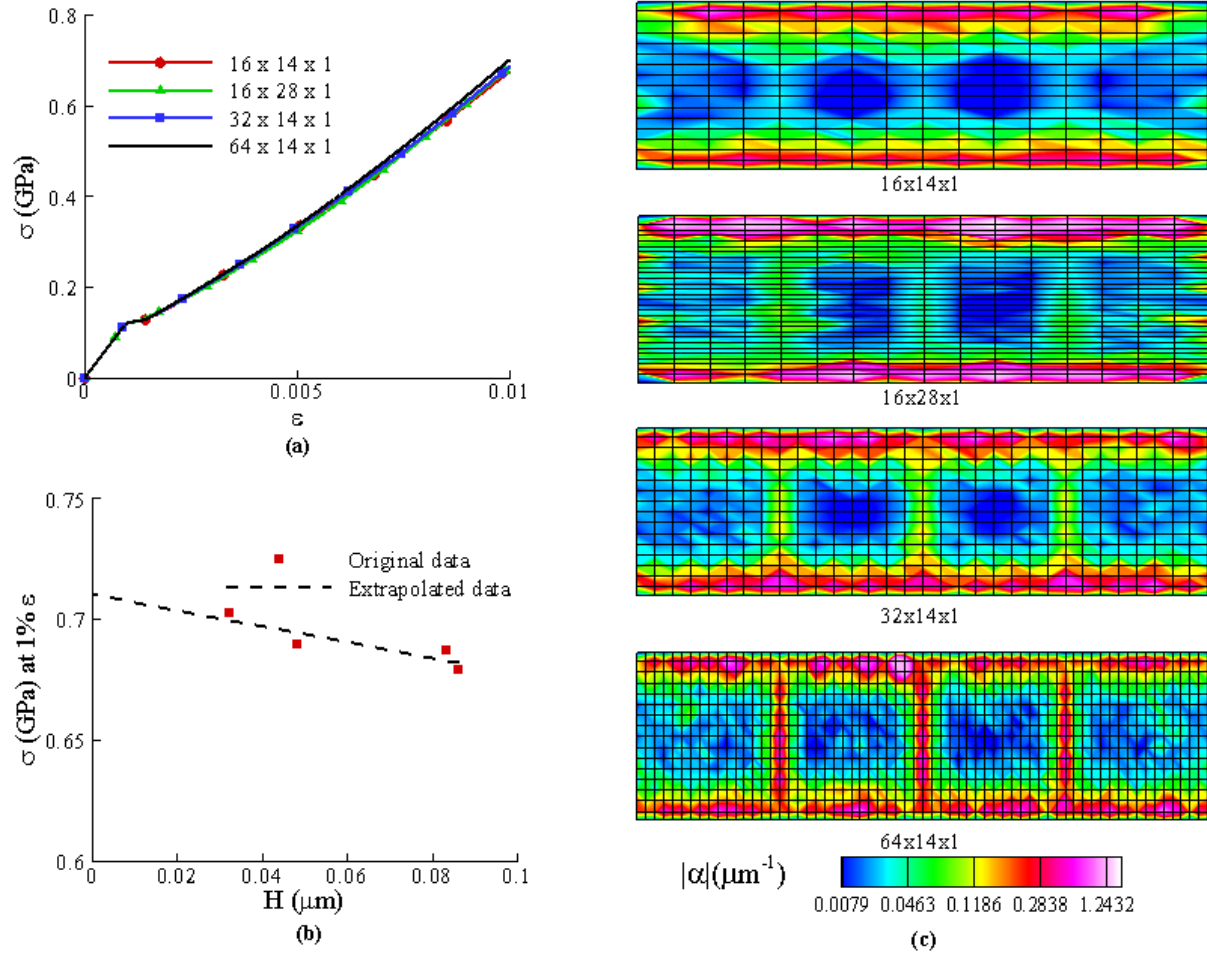 0.8
0.6
0.4
0.2
0
σ (GPa)
16 x 14 x 1
16 x 28 x 1
32 x 14 x 1
64 x 14 x 1
0
0.005
0.01
ε
(a)
0.75
0.7
0.65
0.6
σ (GPa) at 1% ε
Original data
Extrapolated data
0
0.02
0.04
0.06
0.08
0.1
H (μm)
(b)
16x14x1
16x28x1
32x14x1
64x14x1
|α|(μm⁻¹)
0.0079 0.0463 0.1186 0.2838 1.2432
(c)